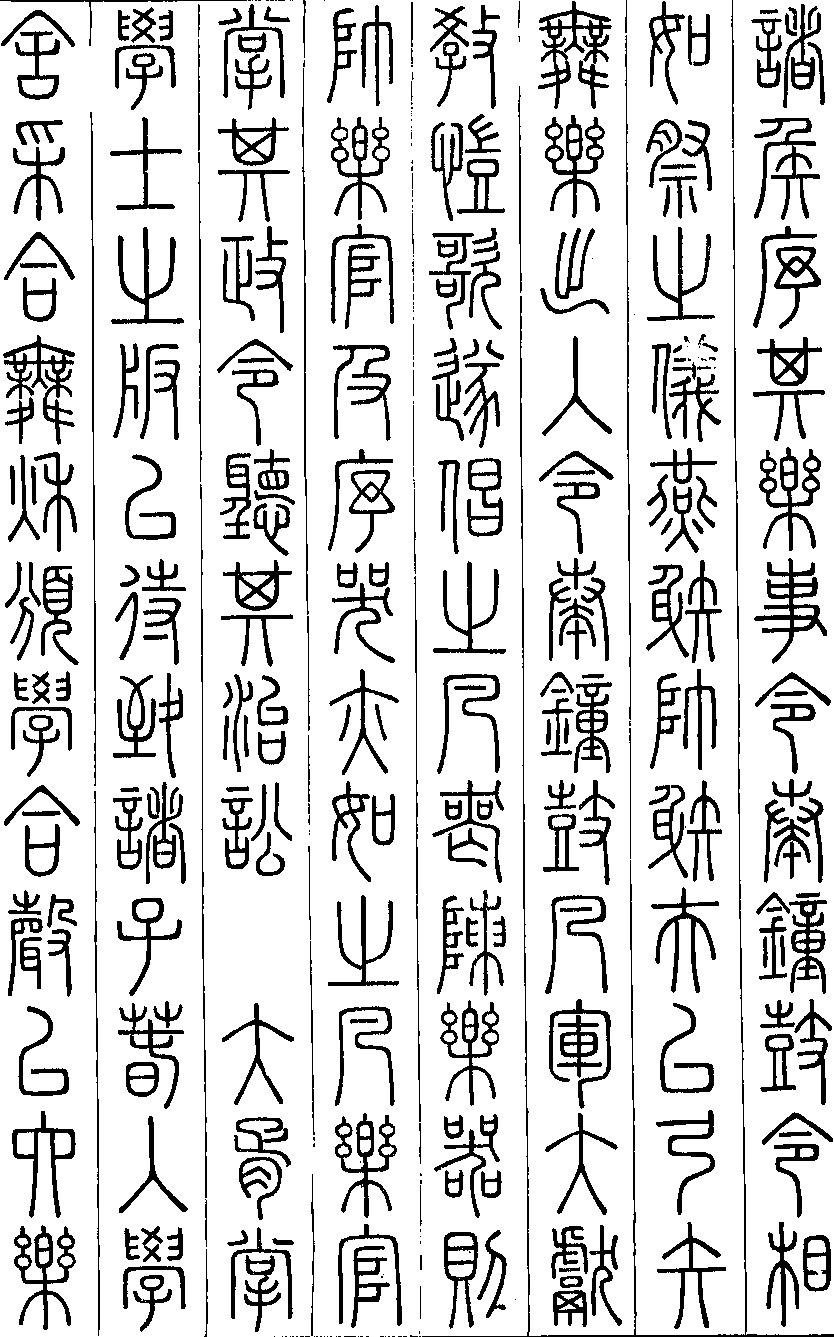 諸侯序其樂事令奏鐘鼓令相
如祭之儀燕射帥射夫以弓矢
舞樂出入令奏鐘鼓凡軍大獻
教愷歌遂倡之凡喪陳樂器則
帥樂官及序哭亦如之凡樂官
掌其政令聽其治訟　大胥掌
學士之版以待致諸子春入學
舍采合舞秋頒學合聲以六樂